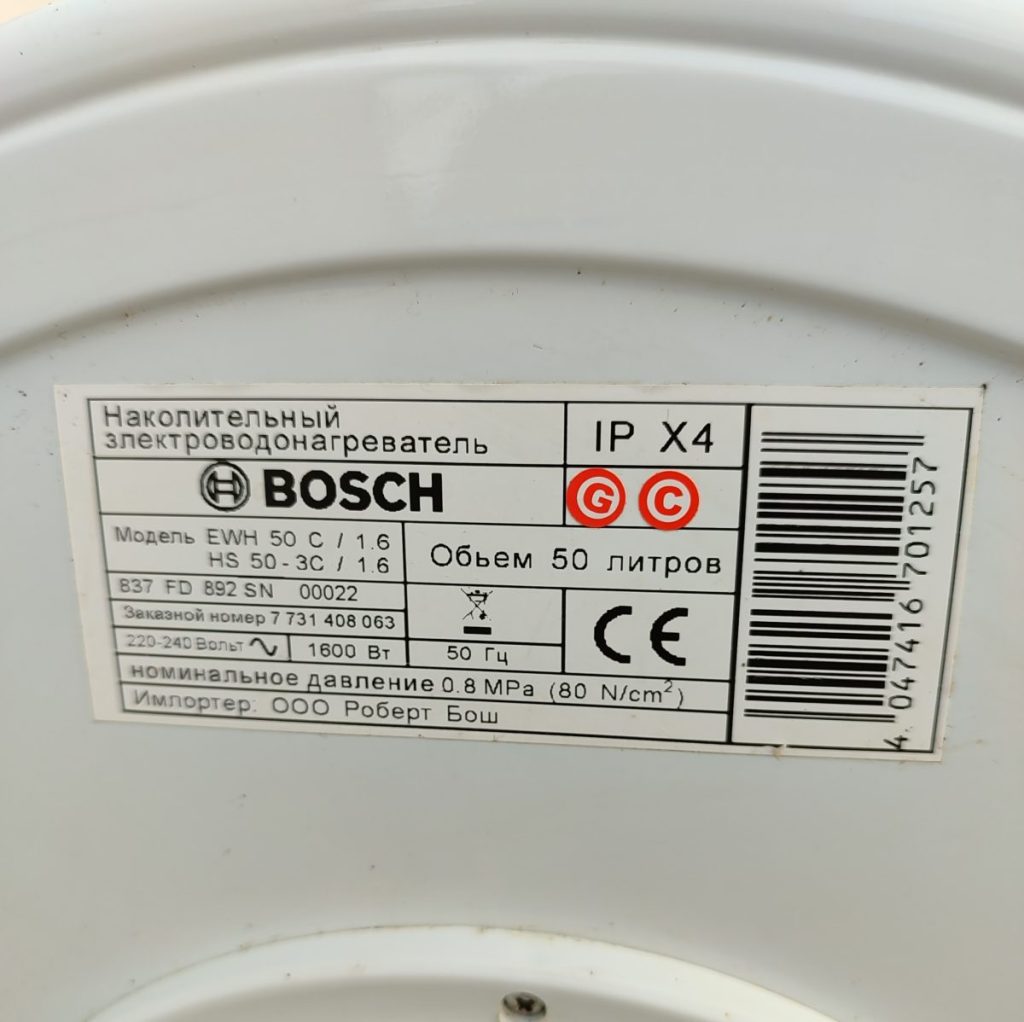 Накопительный
злектроводонагреватель
IP X4
BOSCH
G C
Модель EWH 50 C / 1.6
HS 50-3C / 1.6
Обьем 50 литров
837 FD 892 SN 00022
Заказной номер 7 731 408 063
220-240 Вольт
1600 Вт
50 Гц
CE
номинальное давление 0.8 MPa (80 N/cm²)
Импортер: ООО Роберт Бош
4 047416 701257